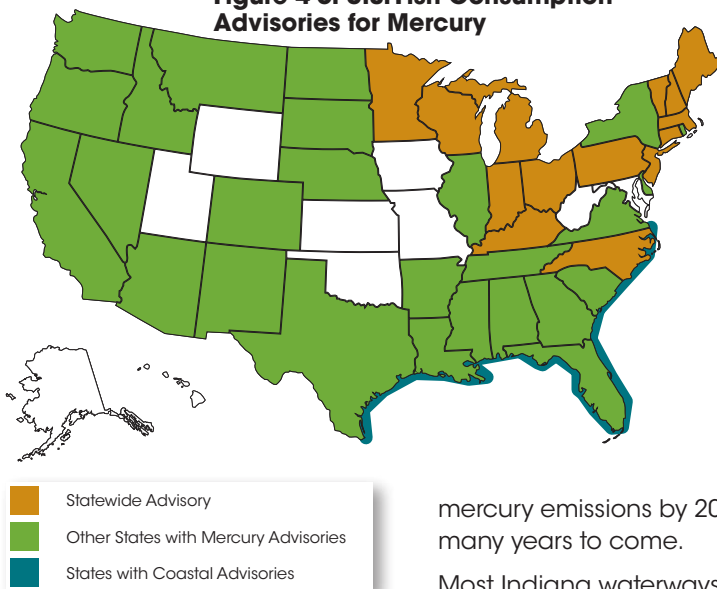 Advisories for Mercury
Statewide Advisory
Other States with Mercury Advisories
States with Coastal Advisories
mercury emissions by 20
many years to come.
Most Indiana waterways